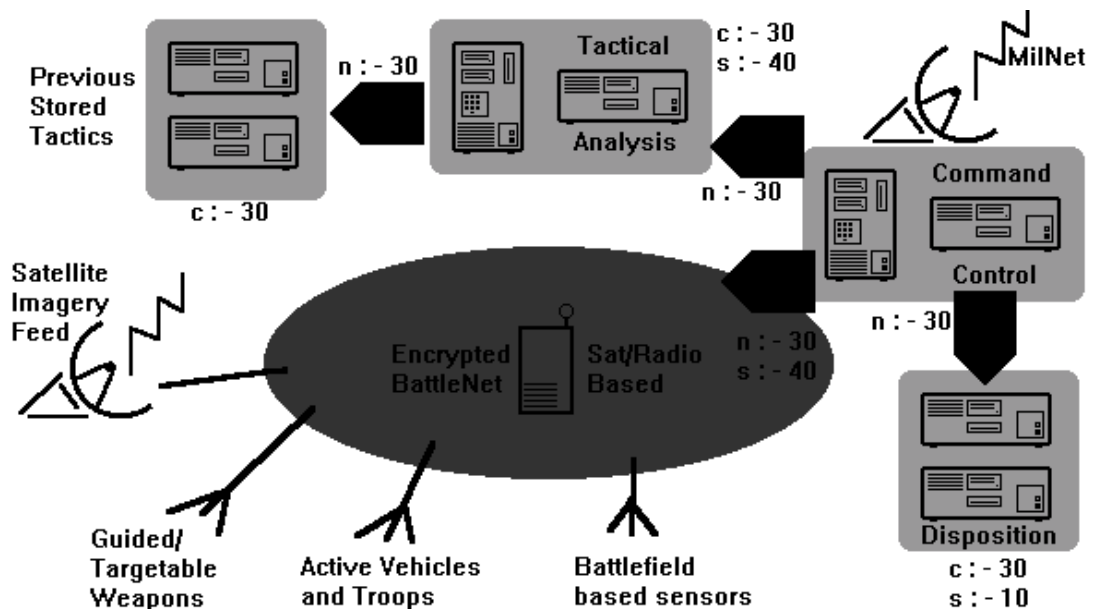 Previous
Stored
Tactics
c : - 30
n : - 30
Tactical
Analysis
c : - 30
s : - 40
n : - 30
MilNet
Command
Control
Satellite
Imagery
Feed
Encrypted
BattleNet
Sat/Radio
Based
n : - 30
s : - 40
n : - 30
Disposition
c : - 30
s : - 10
Guided/
Targetable
Weapons
Active Vehicles
and Troops
Battlefield
based sensors